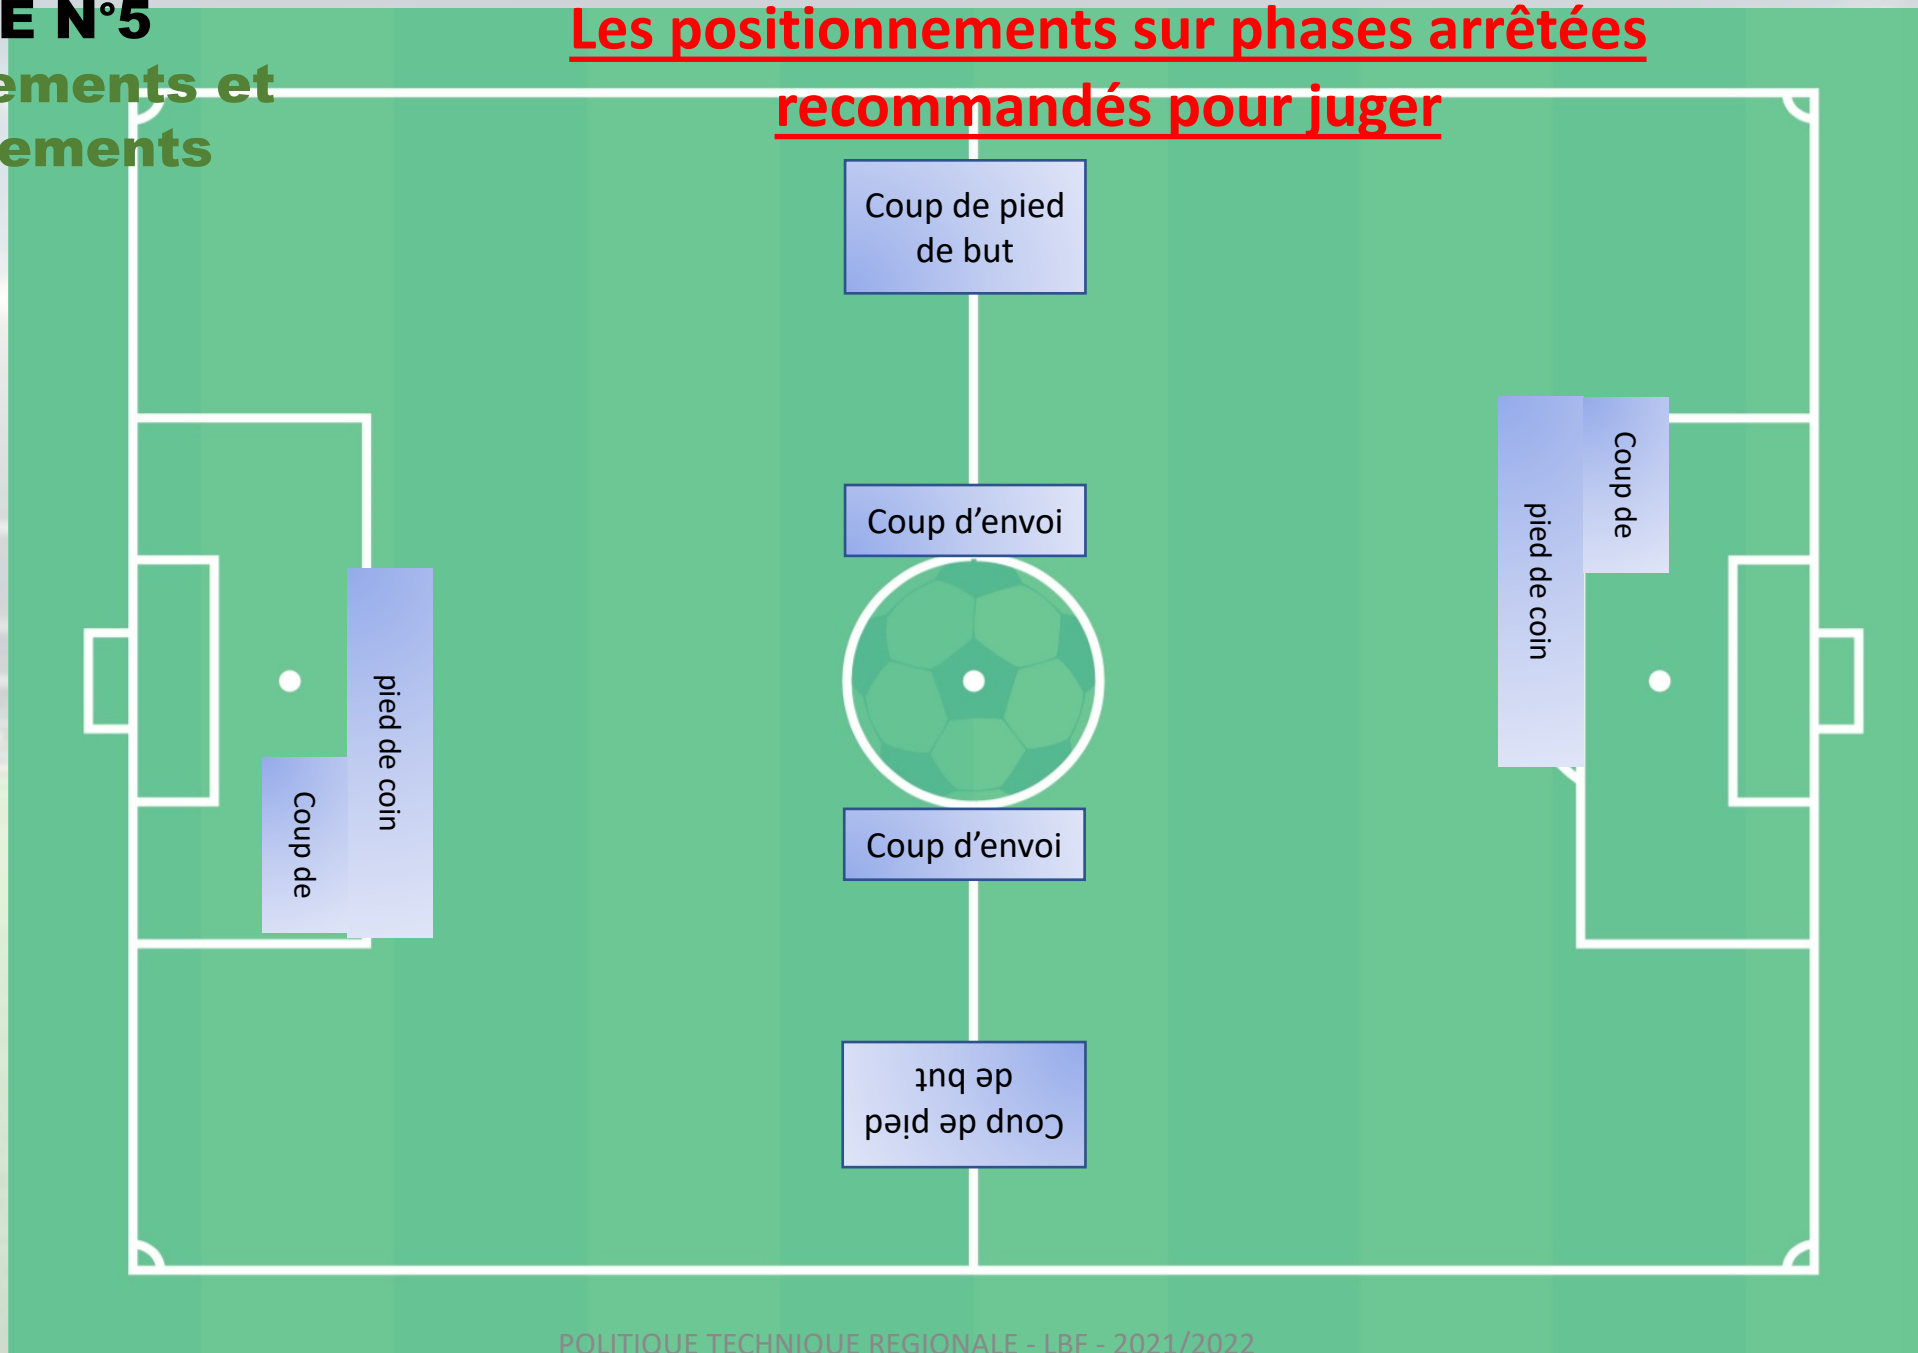 E N°5
ements et
ements
Les positionnements sur phases arrêtées
recommandés pour juger
Coup de pied
de but
Coup d’envoi
Coup de
pied de coin
Coup de
pied de coin
Coup d’envoi
Coup de pied
de but
POLITIQUE TECHNIQUE REGIONALE - LBF - 2021/2022